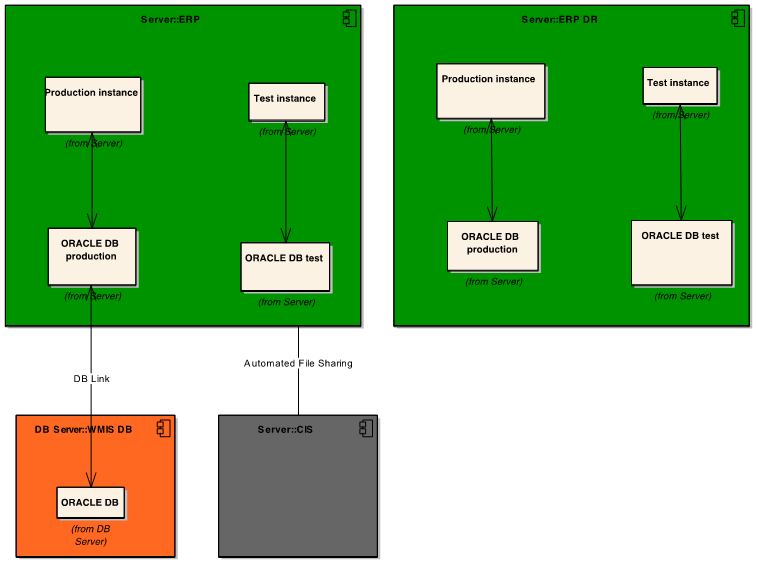 Server::ERP
Production instance
(from Server)
Test instance
(from Server)
ORACLE DB
production
(from Server)
ORACLE DB test
(from Server)
Server::ERP DR
Production instance
(from Server)
Test instance
(from Server)
ORACLE DB
production
(from Server)
ORACLE DB test
(from Server)
DB Link
Automated File Sharing
DB Server::WMIS DB
ORACLE DB
(from DB
Server)
Server::CIS